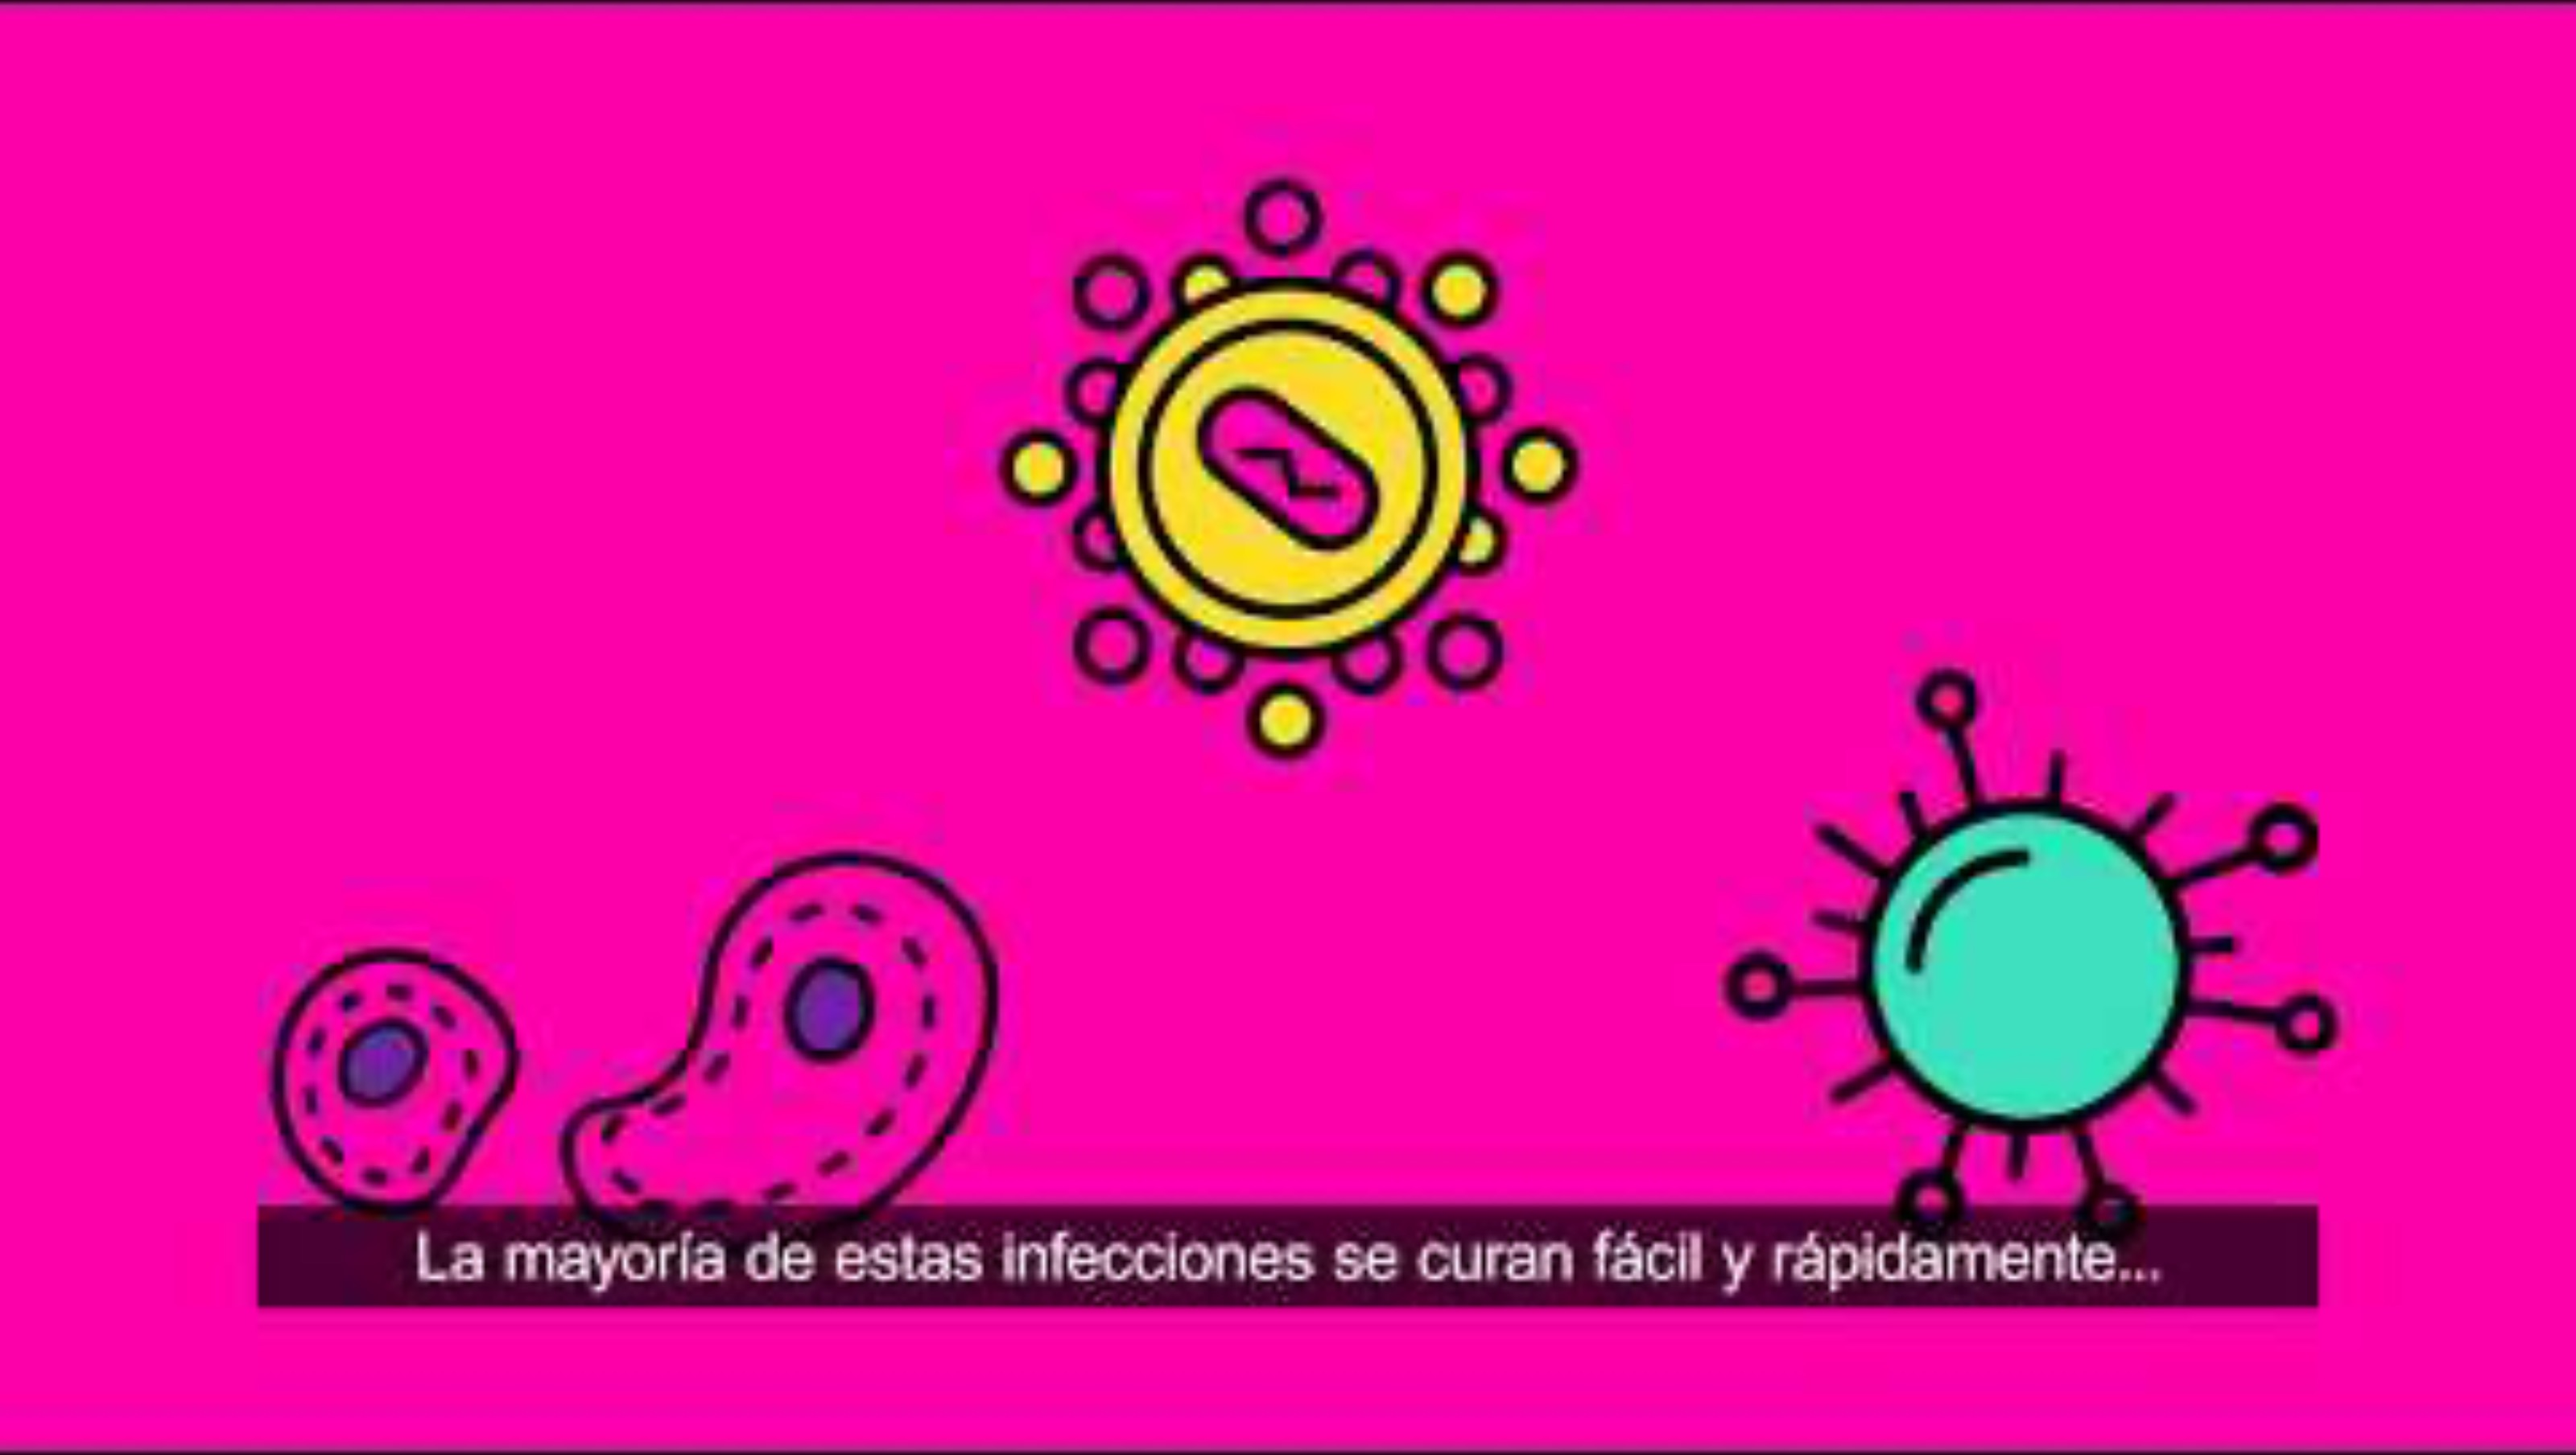 La mayoría de estas infecciones se curan fácil y rápidamente...